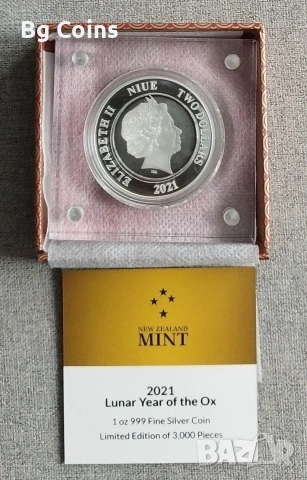 Bg Coins
ELIZABETH II NIUE TWO DOLLARS
2021
NEW ZEALAND
MINT
2021
Lunar Year of the Ox
1 oz 999 Fine Silver Coin
Limited Edition of 3,000 Pieces
BAZAR